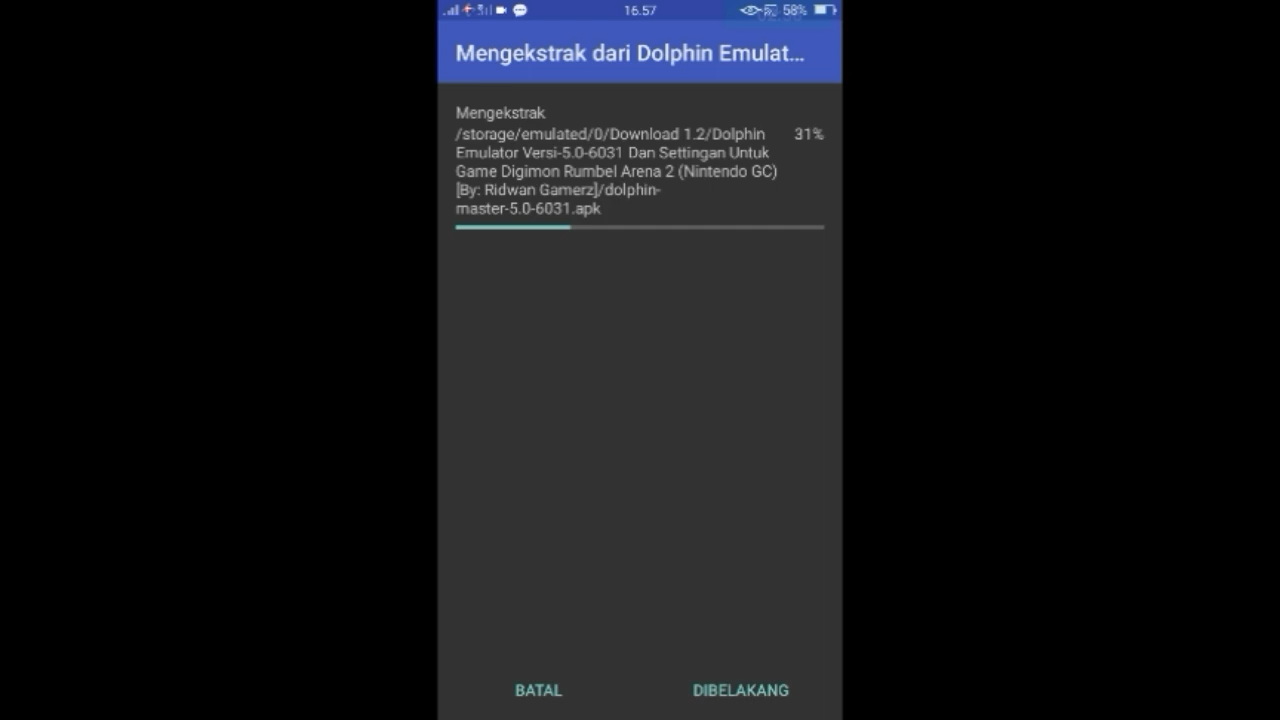 16.57
58%
Mengekstrak dari Dolphin Emulat...
Mengekstrak
/storage/emulated/0/Download 1.2/Dolphin
31%
Emulator Versi-5.0-6031 Dan Settingan Untuk
Game Digimon Rumbel Arena 2 (Nintendo GC)
[By: Ridwan Gamerz]/dolphin-
master-5.0-6031.apk
BATAL
DIBELAKANG